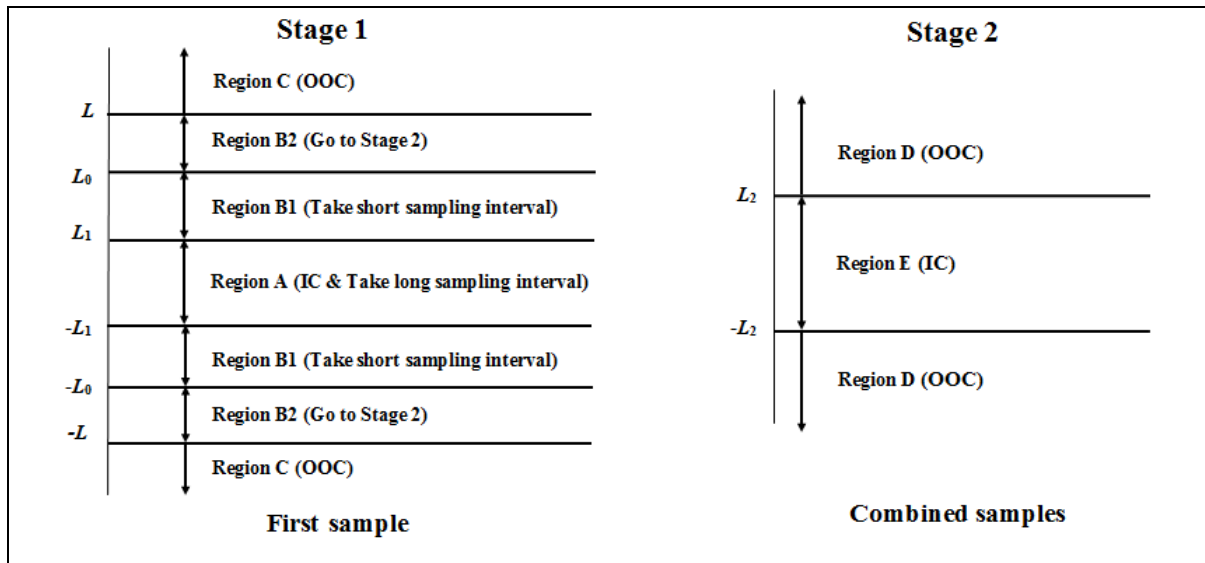 Stage 1
Region C (OOC)
L
Region B2 (Go to Stage 2)
L0
Region B1 (Take short sampling interval)
L1
Region A (IC & Take long sampling interval)
-L1
Region B1 (Take short sampling interval)
-L0
Region B2 (Go to Stage 2)
-L
Region C (OOC)
First sample
Stage 2
Region D (OOC)
L2
Region E (IC)
-L2
Region D (OOC)
Combined samples